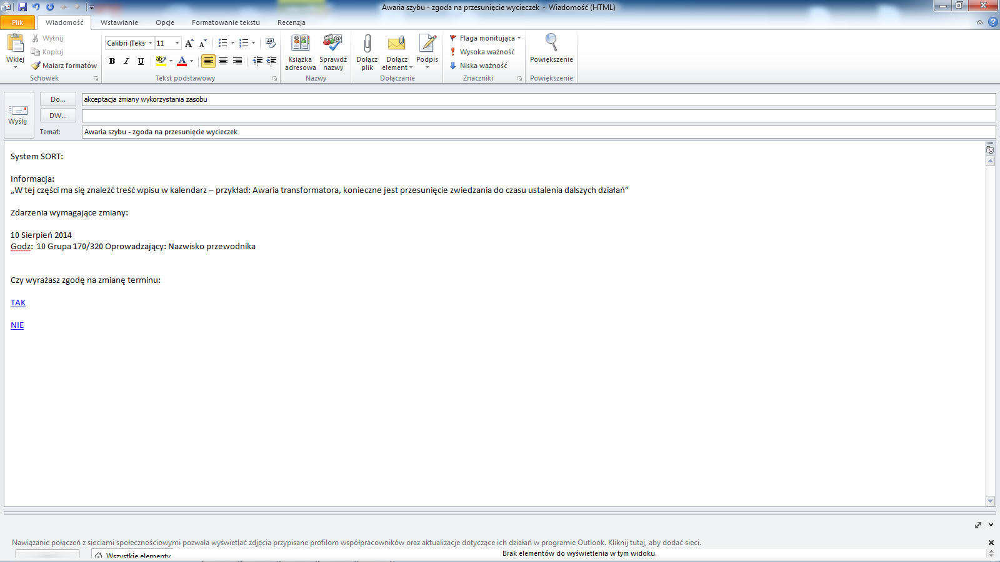 Awaria szybu - zgoda na przesunięcie wycieczek - Wiadomość (HTML)
Plik Wiadomość Wstawianie Opcje Formatowanie tekstu Recenzja
Wklej
Wytnij
Kopiuj
Malarz formatów
Schowek
Calibri (Teks 11
B I U ab A
Tekst podstawowy
Książka adresowa
Sprawdź nazwy
Nazwy
Dołącz plik
Dołącz element
Podpis
Dołączanie
Flaga monitująca
Wysoka ważność
Niska ważność
Znaczniki
Powiększenie
Powiększenie
Wyślij
Do... akceptacja zmiany wykorzystania zasobu
DW...
Temat: Awaria szybu - zgoda na przesunięcie wycieczek
System SORT:
Informacja:
„W tej części ma się znaleźć treść wpisu w kalendarz – przykład: Awaria transformatora, konieczne jest przesunięcie zwiedzania do czasu ustalenia dalszych działań”
Zdarzenia wymagające zmiany:
10 Sierpień 2014
Godz: 10 Grupa 170/320 Oprowadzający: Nazwisko przewodnika
Czy wyrażasz zgodę na zmianę terminu:
TAK
NIE
Nawiązanie połączeń z sieciami społecznościowymi pozwala wyświetlać zdjęcia przypisane profilom współpracowników oraz aktualizacje dotyczące ich działań w programie Outlook. Kliknij tutaj, aby dodać sieci.
Wszystkie elementy
Brak elementów do wyświetlenia w tym widoku.